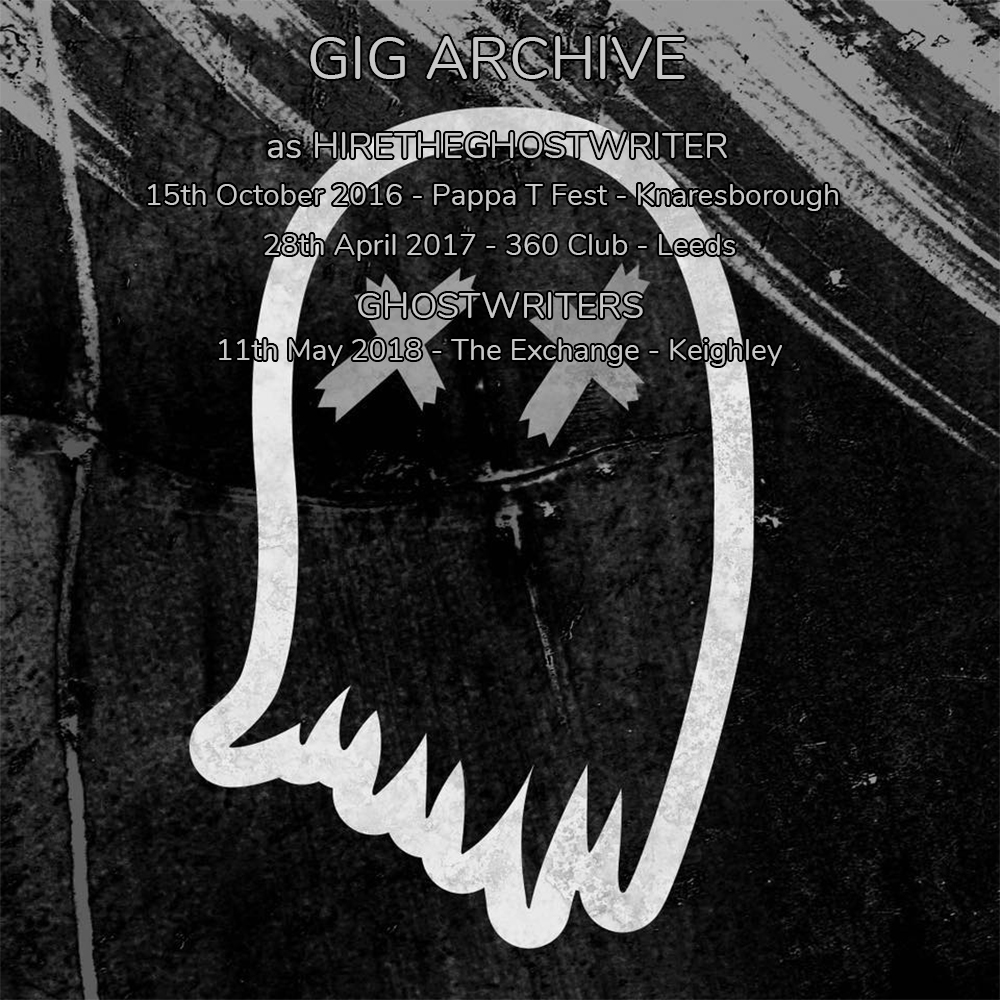 GIG ARCHIVE
as HIRETHEGHOSTWRITER
15th October 2016 - Pappa T Fest - Knaresborough
28th April 2017 - 360 Club - Leeds
GHOSTWRITERS
11th May 2018 - The Exchange - Keighley